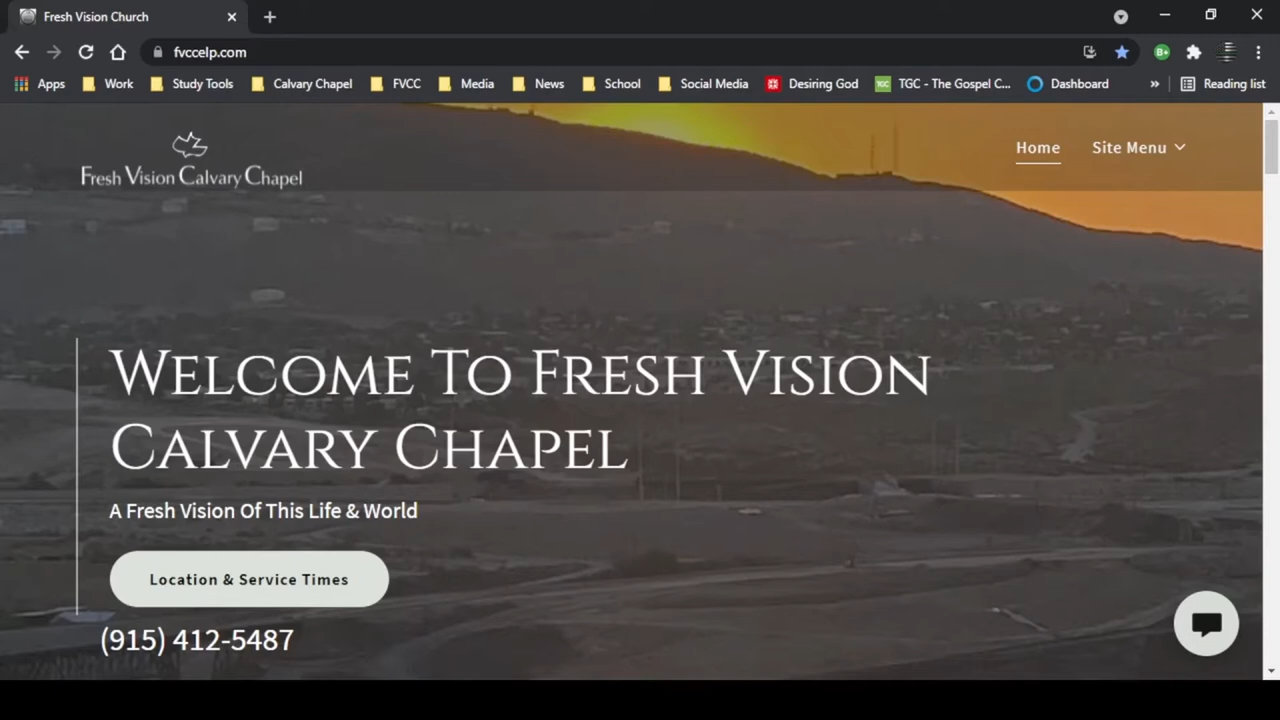 Fresh Vision Church
fvccelp.com
Apps Work Study Tools Calvary Chapel FVCC Media News School Social Media Desiring God TGC TGC - The Gospel C... Dashboard » Reading list
Fresh Vision Calvary Chapel
Home Site Menu
Welcome To Fresh Vision
Calvary Chapel
A Fresh Vision Of This Life & World
Location & Service Times
(915) 412-5487